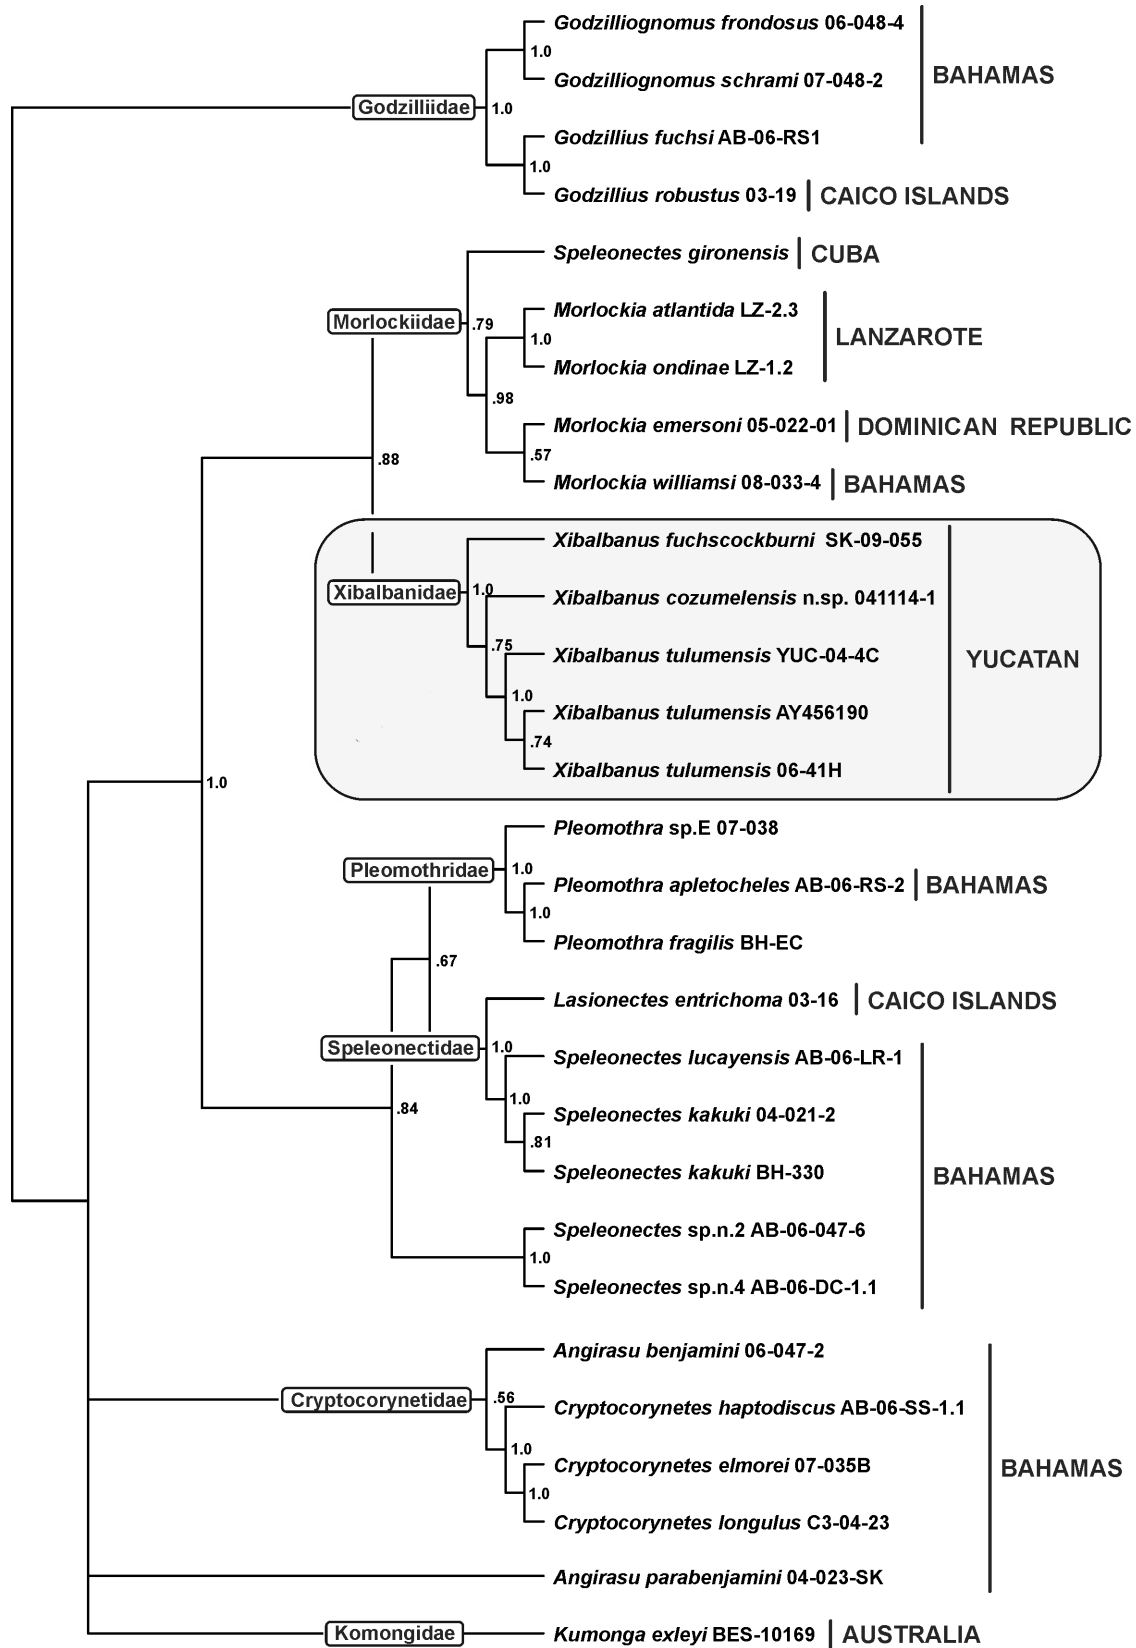 Godzilliognomus frondosus 06-048-4
1.0
BAHAMAS
Godzilliognomus schrami 07-048-2
Godzilliidae
1.0
Godzillius fuchsi AB-06-RS1
1.0
Godzillius robustus 03-19
CAICO ISLANDS
Speleonectes gironensis
CUBA
Morlockia atlantida LZ-2.3
Morlockiidae
.79
1.0
LANZAROTE
Morlockia ondinae LZ-1.2
.98
Morlockia emersoni 05-022-01
DOMINICAN REPUBLIC
.57
.88
Morlockia williamsi 08-033-4
BAHAMAS
Xibalbanus fuchscockburni SK-09-055
Xibalbanidae
1.0
Xibalbanus cozumelensis n.sp. 041114-1
.75
Xibalbanus tulumensis YUC-04-4C
YUCATAN
1.0
Xibalbanus tulumensis AY456190
.74
Xibalbanus tulumensis 06-41H
1.0
Pleomothra sp.E 07-038
Pleomothridae
1.0
Pleomothra apletocheles AB-06-RS-2
BAHAMAS
1.0
Pleomothra fragilis BH-EC
.67
Lasionectes entrichoma 03-16
CAICO ISLANDS
Speleonectidae
1.0
Speleonectes lucayensis AB-06-LR-1
1.0
.84
Speleonectes kakuki 04-021-2
.81
Speleonectes kakuki BH-330
BAHAMAS
Speleonectes sp.n.2 AB-06-047-6
1.0
Speleonectes sp.n.4 AB-06-DC-1.1
Angirasu benjamini 06-047-2
Cryptocorynetidae
.56
Cryptocorynetes haptodiscus AB-06-SS-1.1
1.0
Cryptocorynetes elmorei 07-035B
BAHAMAS
1.0
Cryptocorynetes longulus C3-04-23
Angirasu parabenjamini 04-023-SK
Komongidae
Kumonga exleyi BES-10169
AUSTRALIA